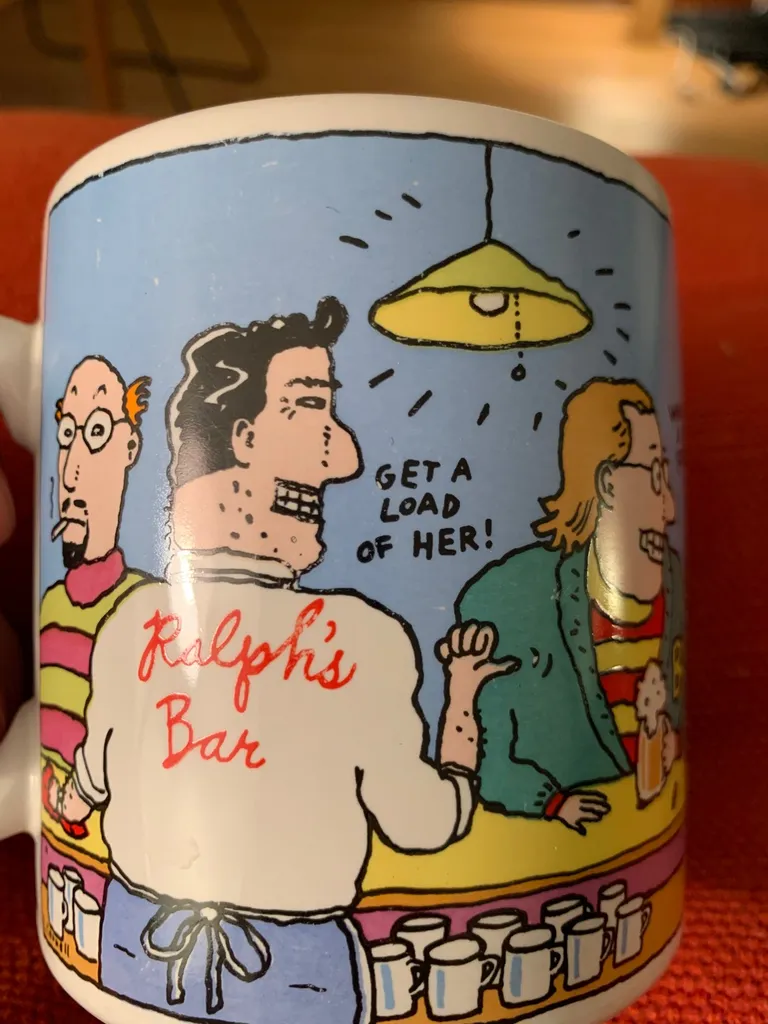 GET A
LOAD
OF HER!
Ralph's
Bar